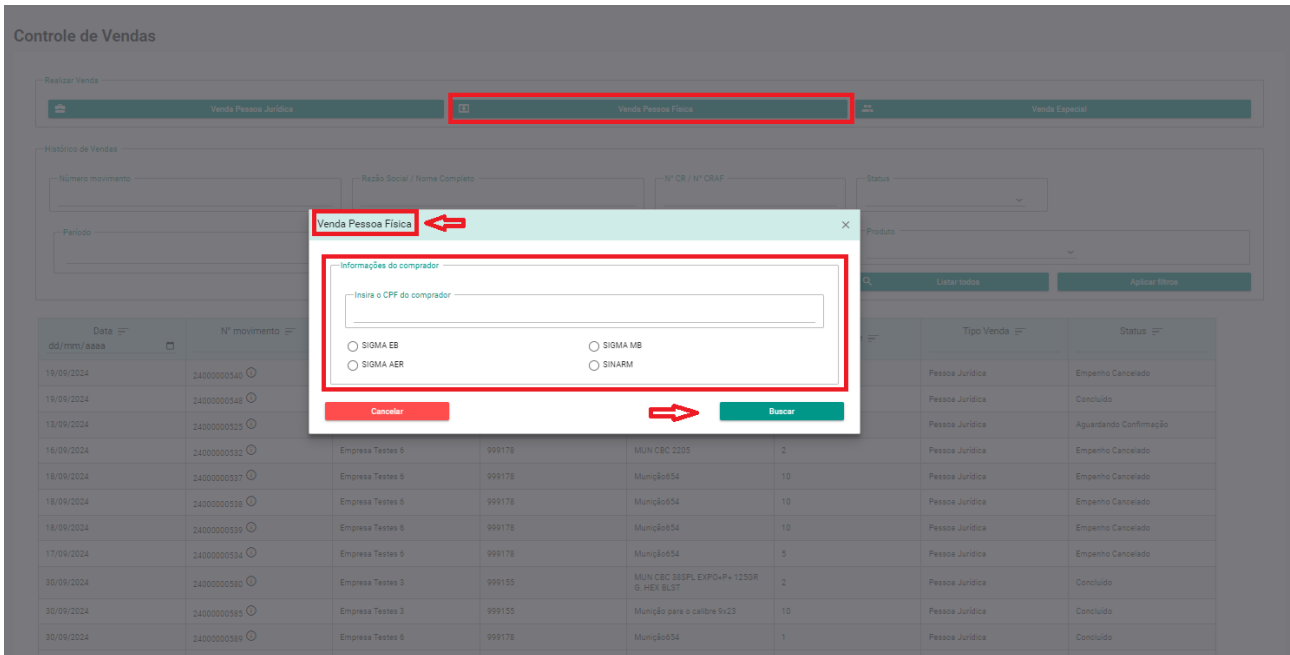 Controle de Vendas
Realizar Venda
Venda Pessoa Jurídica
Venda Pessoa Física
Venda Especial
Histórico de Vendas
Número movimento
Razão Social / Nome Completo
Nº CR / Nº CRAF
Status
Período
Produto
Listar todos
Aplicar filtros
Venda Pessoa Física
Informações do comprador
Insira o CPF do comprador
SIGMA EB
SIGMA MB
SIGMA AER
SINARM
Cancelar
Buscar
Data
Nº movimento
Tipo Venda
Status
dd/mm/aaaa
19/09/2024 24000000540 Pessoa Jurídica Empenho Cancelado
19/09/2024 24000000548 Pessoa Jurídica Concluído
13/09/2024 24000000525 Pessoa Jurídica Aguardando Confirmação
16/09/2024 24000000532 Empresa Testes 6 999178 MUN CBC 2205 2 Pessoa Jurídica Empenho Cancelado
18/09/2024 24000000537 Empresa Testes 6 999178 Munição654 10 Pessoa Jurídica Empenho Cancelado
18/09/2024 24000000538 Empresa Testes 6 999178 Munição654 10 Pessoa Jurídica Empenho Cancelado
18/09/2024 24000000539 Empresa Testes 6 999178 Munição654 10 Pessoa Jurídica Empenho Cancelado
17/09/2024 24000000534 Empresa Testes 6 999178 Munição654 5 Pessoa Jurídica Empenho Cancelado
30/09/2024 24000000580 Empresa Testes 3 999155 MUN CBC 38SPL EXPO+P+ 125GR 2 Pessoa Jurídica Concluído
G. HEX BLST
30/09/2024 24000000585 Empresa Testes 3 999155 Munição para o calibre 9x23 10 Pessoa Jurídica Concluído
30/09/2024 24000000589 Empresa Testes 6 999178 Munição654 1 Pessoa Jurídica Concluído